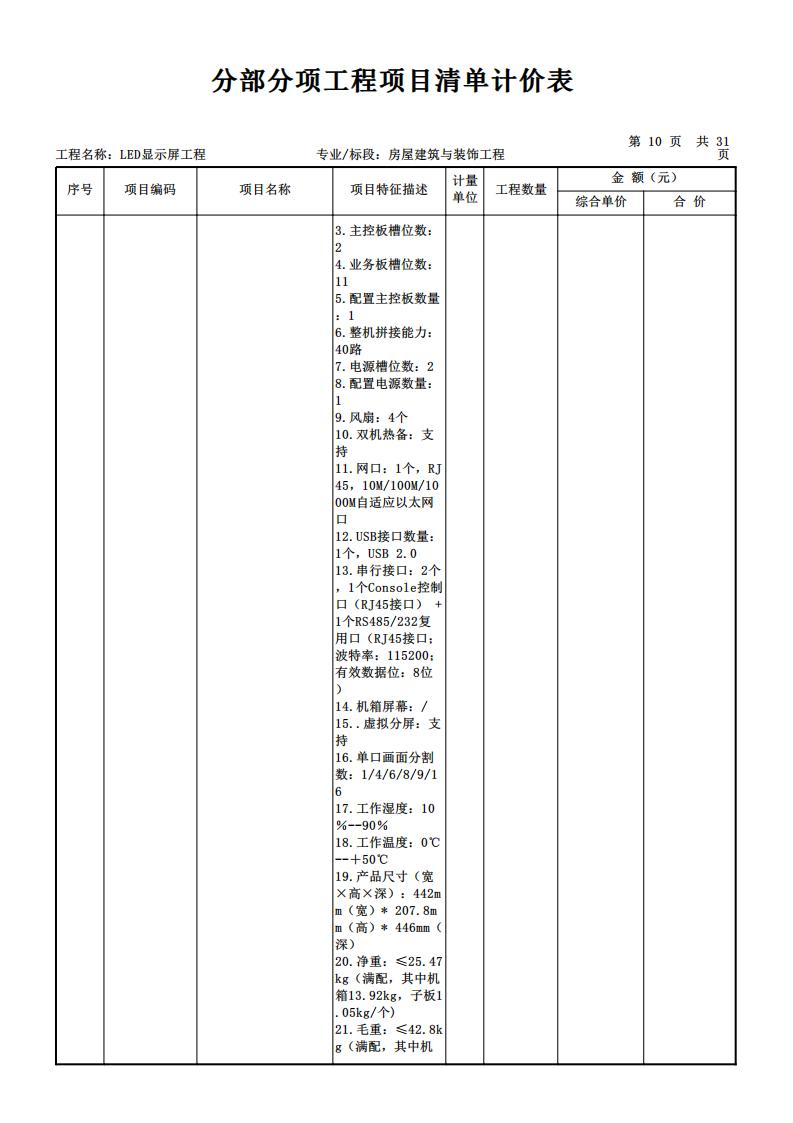 分部分项工程项目清单计价表
第 10 页  共 31
页
工程名称：LED显示屏工程
专业/标段：房屋建筑与装饰工程
序号
项目编码
项目名称
项目特征描述
计量
单位
工程数量
金 额（元）
综合单价
合 价
3.主控板槽位数：
2
4.业务板槽位数：
11
5.配置主控板数量
：1
6.整机拼接能力：
40路
7.电源槽位数：2
8.配置电源数量：
1
9.风扇：4个
10.双机热备：支
持
11.网口：1个，RJ
45，10M/100M/10
00M自适应以太网
口
12.USB接口数量：
1个，USB 2.0
13.串行接口：2个
，1个Console控制
口（RJ45接口） +
1个RS485/232复
用口（RJ45接口；
波特率：115200；
有效数据位：8位
）
14.机箱屏幕：/
15..虚拟分屏：支
持
16.单口画面分割
数：1/4/6/8/9/1
6
17.工作湿度：10
%--90%
18.工作温度：0℃
--＋50℃
19.产品尺寸（宽
×高×深）：442m
m（宽）* 207.8m
m（高）* 446mm（
深）
20.净重：≤25.47
kg（满配，其中机
箱13.92kg，子板1
.05kg/个)
21.毛重：≤42.8k
g（满配，其中机